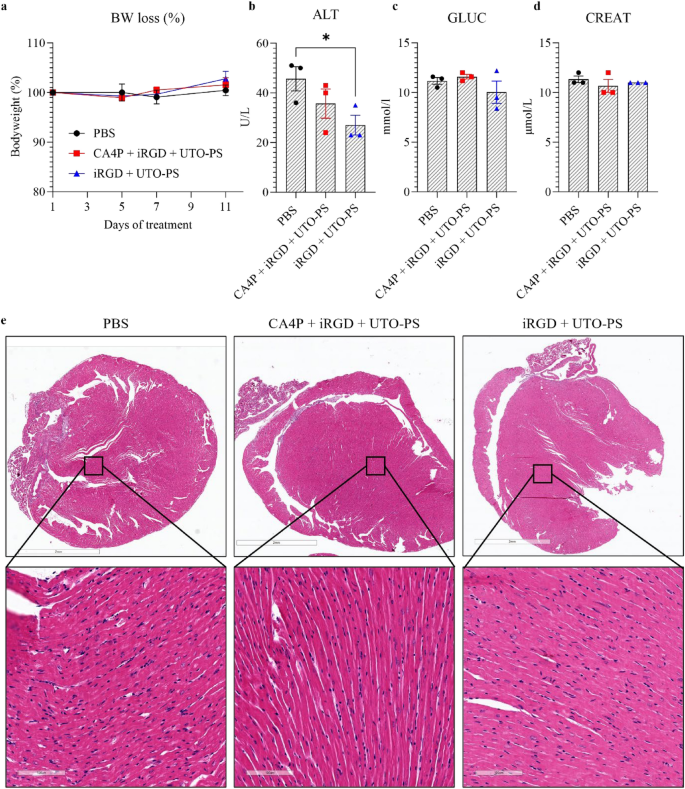 a
BW loss (%)
Bodyweight (%)
110
100
90
80
PBS
CA4P + iRGD + UTO-PS
iRGD + UTO-PS
1 3 5 7 9 11
Days of treatment
b
ALT
*
U/L
60
40
20
0
PBS
CA4P + iRGD + UTO-PS
iRGD + UTO-PS
c
GLUC
mmol/l
15
10
5
0
PBS
CA4P + iRGD + UTO-PS
iRGD + UTO-PS
d
CREAT
µmol/L
15
10
5
0
PBS
CA4P + iRGD + UTO-PS
iRGD + UTO-PS
e
PBS
CA4P + iRGD + UTO-PS
iRGD + UTO-PS